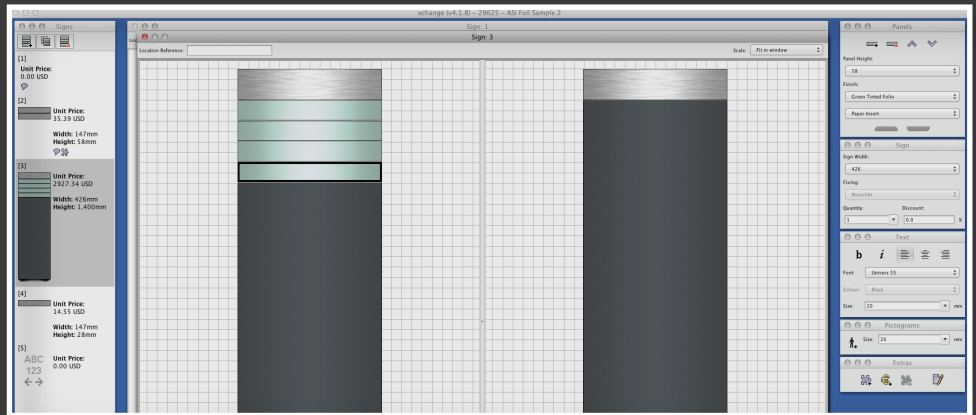 xchange (v4.1.8) – 29625 – ASI Foil Sample 2
Signs
[1]
Unit Price:
0.00 USD
[2]
Unit Price:
35.39 USD
Width: 147mm
Height: 58mm
[3]
Unit Price:
2927.34 USD
Width: 426mm
Height: 1,400mm
[4]
Unit Price:
14.55 USD
Width: 147mm
Height: 28mm
[5]
ABC
123
Unit Price:
0.00 USD
Sign: 1
Sign: 3
Location Reference:
Scale: Fit in window
Panels
Panel Height:
58
Finish:
Green Tinted Folio
Paper Insert
Sign
Sign Width:
426
Fixing:
Monolith
Quantity: Discount:
1 0.0 %
Text
b i
Font: Univers 55
Colour: Black
Size: 20 mm
Pictograms
Size: 20 mm
Extras